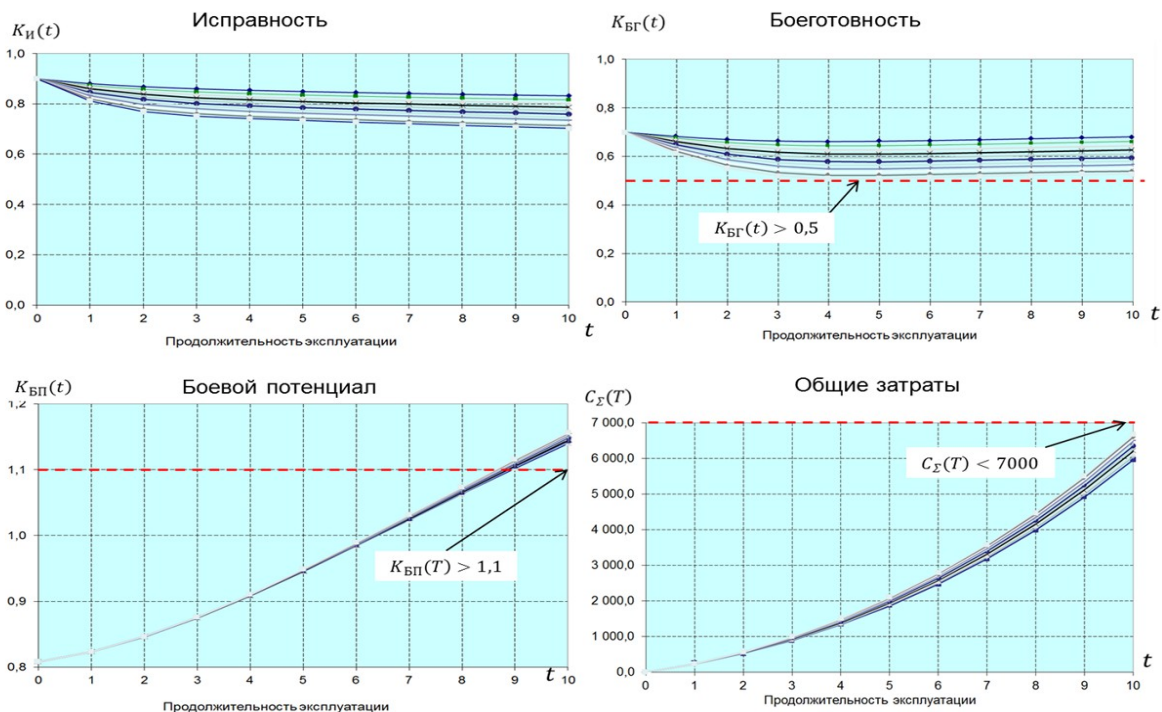 Исправность
K_И(t)
1,0
0,8
0,6
0,4
0,2
0,0
0 1 2 3 4 5 6 7 8 9 10
t
Продолжительность эксплуатации
Боеготовность
K_БГ(t)
1,0
0,8
0,6
0,4
0,2
0,0
K_БГ(t) > 0,5
0 1 2 3 4 5 6 7 8 9 10
t
Продолжительность эксплуатации
Боевой потенциал
K_БП(t)
1,2
1,1
1,0
0,9
0,8
K_БП(T) > 1,1
t
0 1 2 3 4 5 6 7 8 9 10
Продолжительность эксплуатации
Общие затраты
C_Σ(T)
7 000,0
6 000,0
5 000,0
4 000,0
3 000,0
2 000,0
1 000,0
0,0
C_Σ(T) < 7000
t
0 1 2 3 4 5 6 7 8 9 10
Продолжительность эксплуатации